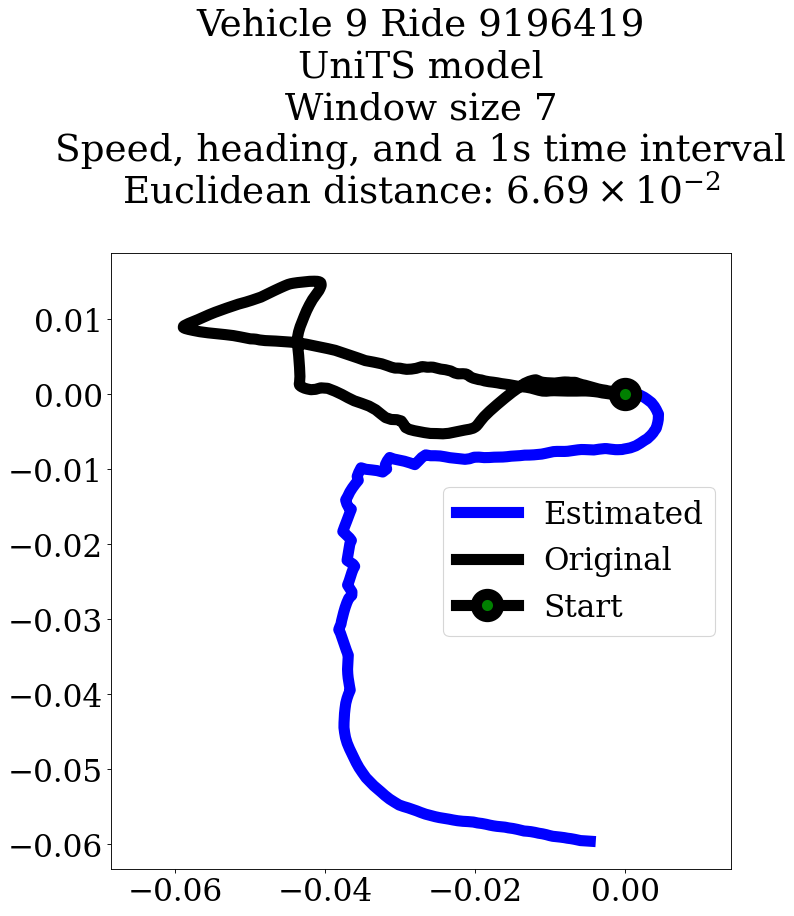 Vehicle 9 Ride 9196419
UniTS model
Window size 7
Speed, heading, and a 1s time interval
Euclidean distance: 6.69 × 10⁻²
0.01
0.00
−0.01
−0.02
−0.03
−0.04
−0.05
−0.06
Estimated
Original
Start
−0.06 −0.04 −0.02 0.00